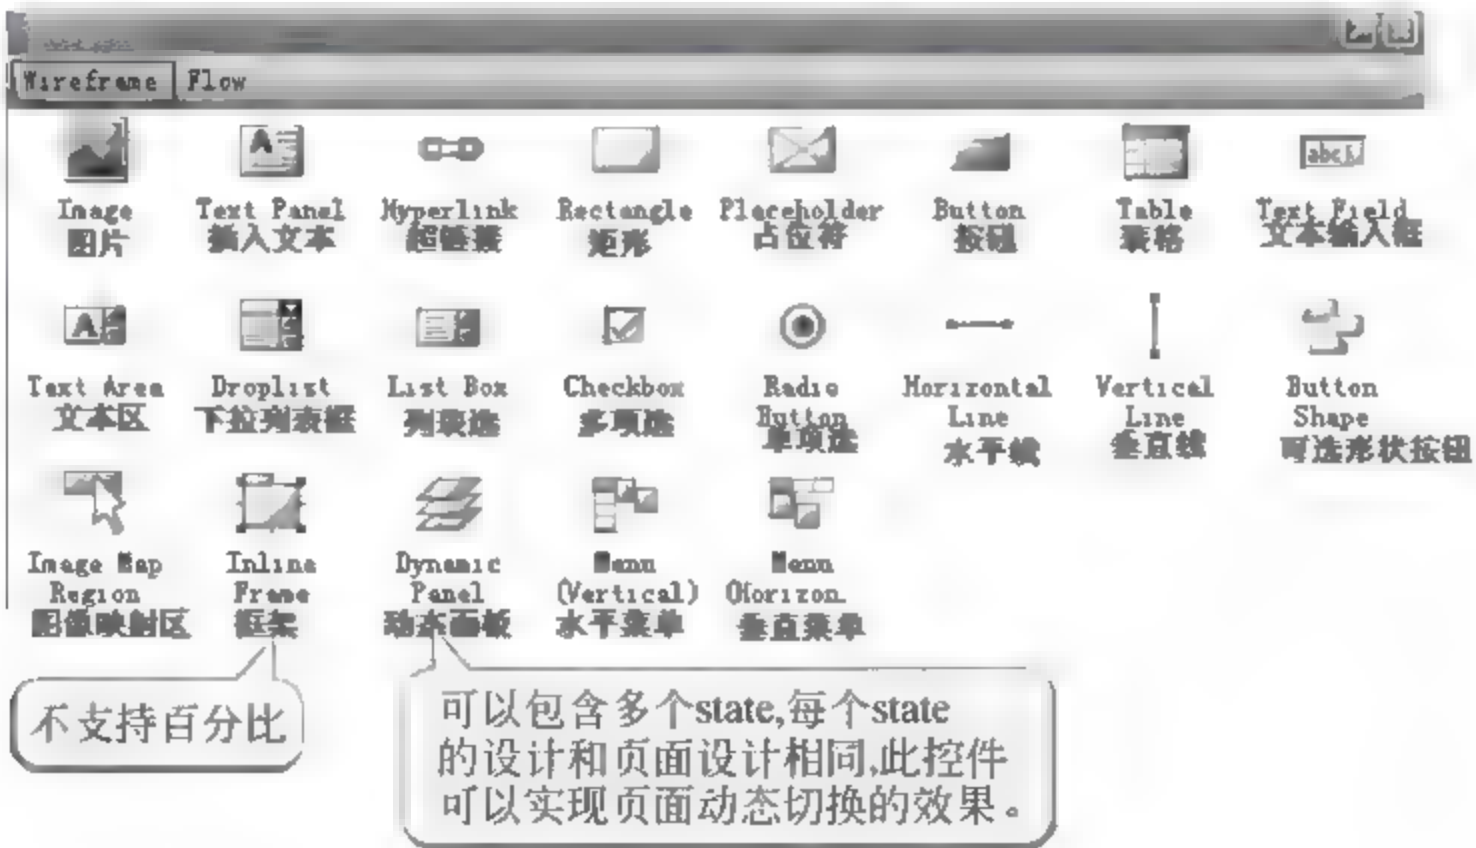 Wireframe Flow
Image Text Panel Hyperlink Rectangle Placeholder Button Table Text Field
图片 插入文本 超链接 矩形 占位符 按钮 表格 文本输入框
Text Area Droplist List Box Checkbox Radio Button Horizontal Line Vertical Line Button Shape
文本区 下拉列表框 列表选 多项选 单项选 水平线 垂直线 可选形状按钮
Image Map Region Inline Frame Dynamic Panel Menu (Vertical) Menu (Horizon…
图像映射区 框架 动态面板 水平菜单 垂直菜单
不支持百分比
可以包含多个state,每个state
的设计和页面设计相同,此控件
可以实现页面动态切换的效果。